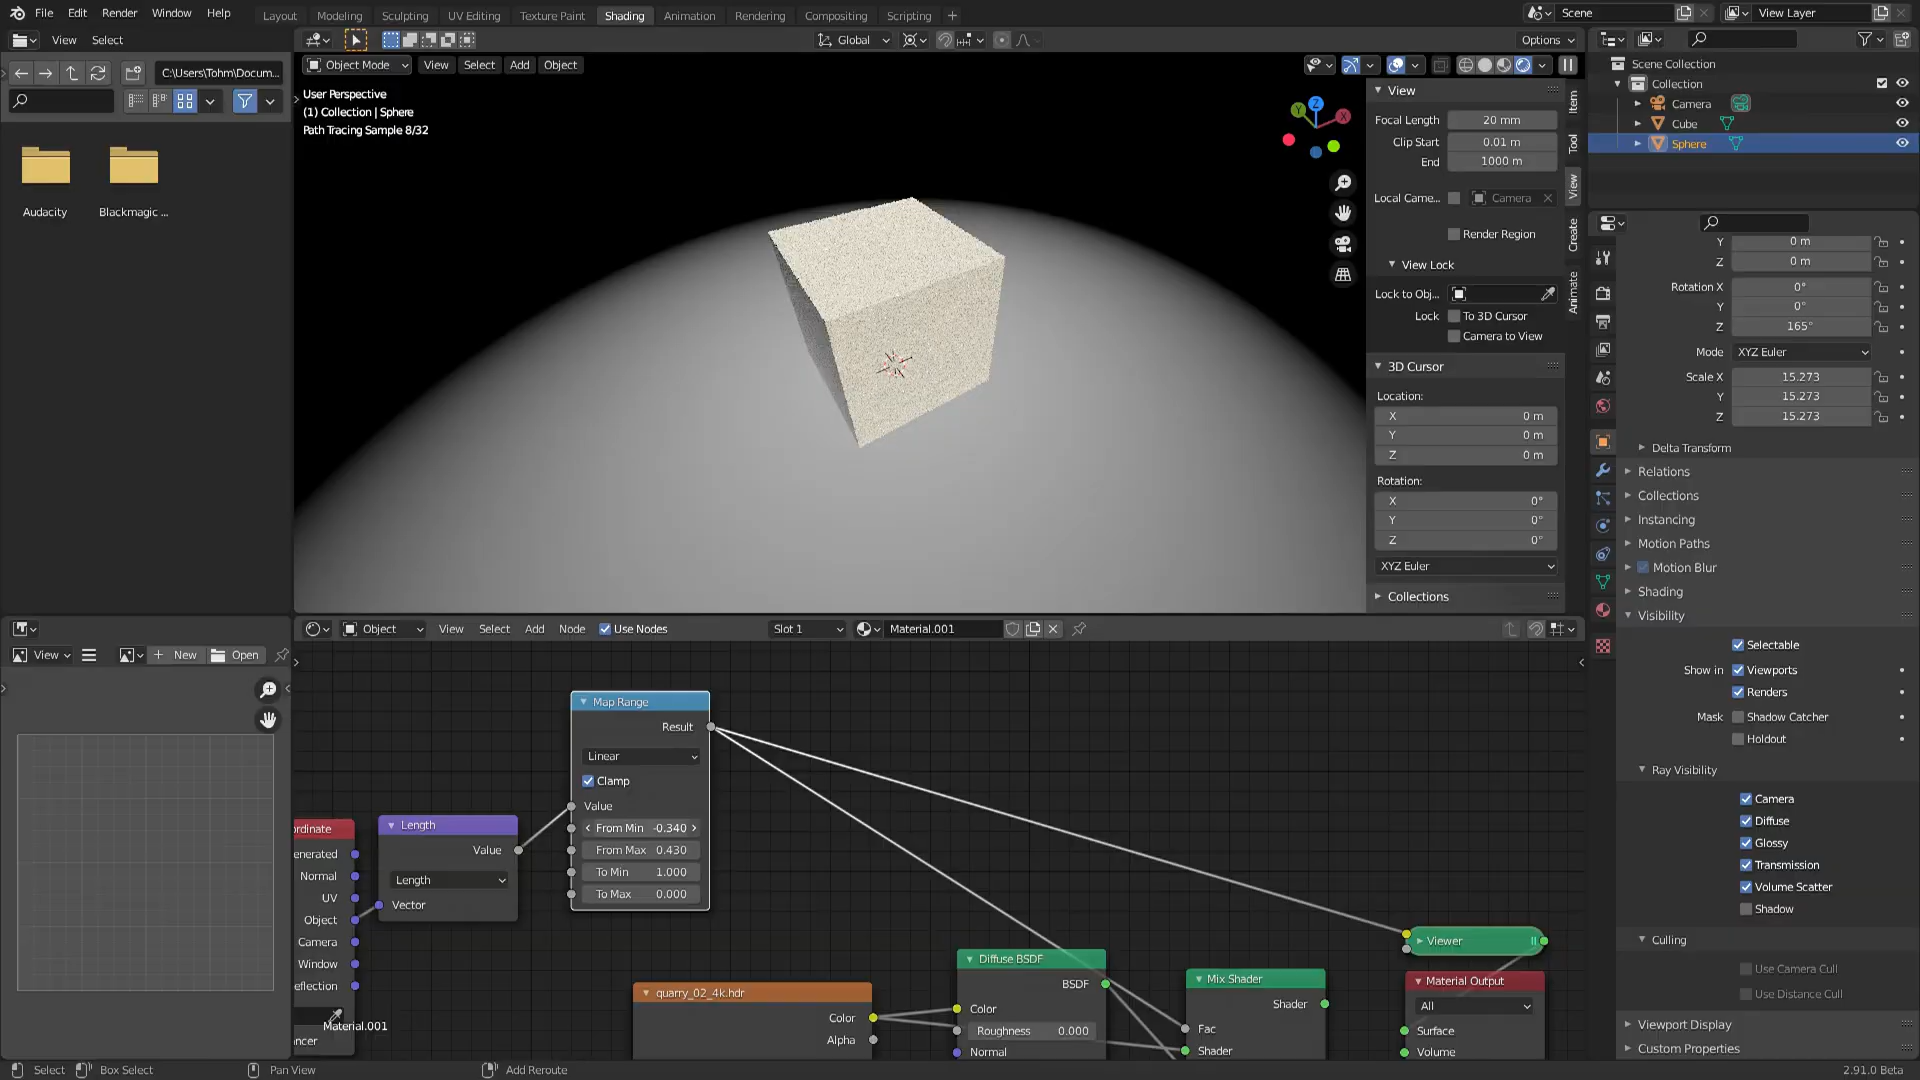 File Edit Render Window Help
Layout Modeling Sculpting UV Editing Texture Paint Shading Animation Rendering Compositing Scripting +
Scene
View Layer
View Select
Global
Options
C:\Users\Tohm\Docum...
Object Mode View Select Add Object
User Perspective
(1) Collection | Sphere
Path Tracing Sample 8/32
Audacity
Blackmagic ...
Z
Y
X
View
Focal Length 20 mm
Clip Start 0.01 m
End 1000 m
Local Came... Camera
Render Region
View Lock
Lock to Obj...
Lock To 3D Cursor
Camera to View
3D Cursor
Location:
X 0 m
Y 0 m
Z 0 m
Rotation:
X 0°
Y 0°
Z 0°
XYZ Euler
Collections
Item
Tool
View
Create
Animate
Scene Collection
Collection
Camera
Cube
Sphere
Y 0 m
Z 0 m
Rotation X 0°
Y 0°
Z 165°
Mode XYZ Euler
Scale X 15.273
Y 15.273
Z 15.273
Delta Transform
Relations
Collections
Instancing
Motion Paths
Motion Blur
Shading
Visibility
Selectable
Show in Viewports
Renders
Mask Shadow Catcher
Holdout
Ray Visibility
Camera
Diffuse
Glossy
Transmission
Volume Scatter
Shadow
Culling
Use Camera Cull
Use Distance Cull
Viewport Display
Custom Properties
View + New Open
Object View Select Add Node Use Nodes
Slot 1
Material.001
Map Range
Result
Linear
Clamp
Value
From Min -0.340
From Max 0.430
To Min 1.000
To Max 0.000
Length
Value
Length
Vector
rdinate
enerated
Normal
UV
Object
Camera
Window
eflection
ncer
Material.001
quarry_02_4k.hdr
Color
Alpha
Diffuse BSDF
BSDF
Color
Roughness 0.000
Normal
Mix Shader
Shader
Fac
Shader
Viewer
Material Output
All
Surface
Volume
Select Box Select Pan View Add Reroute
2.91.0 Beta